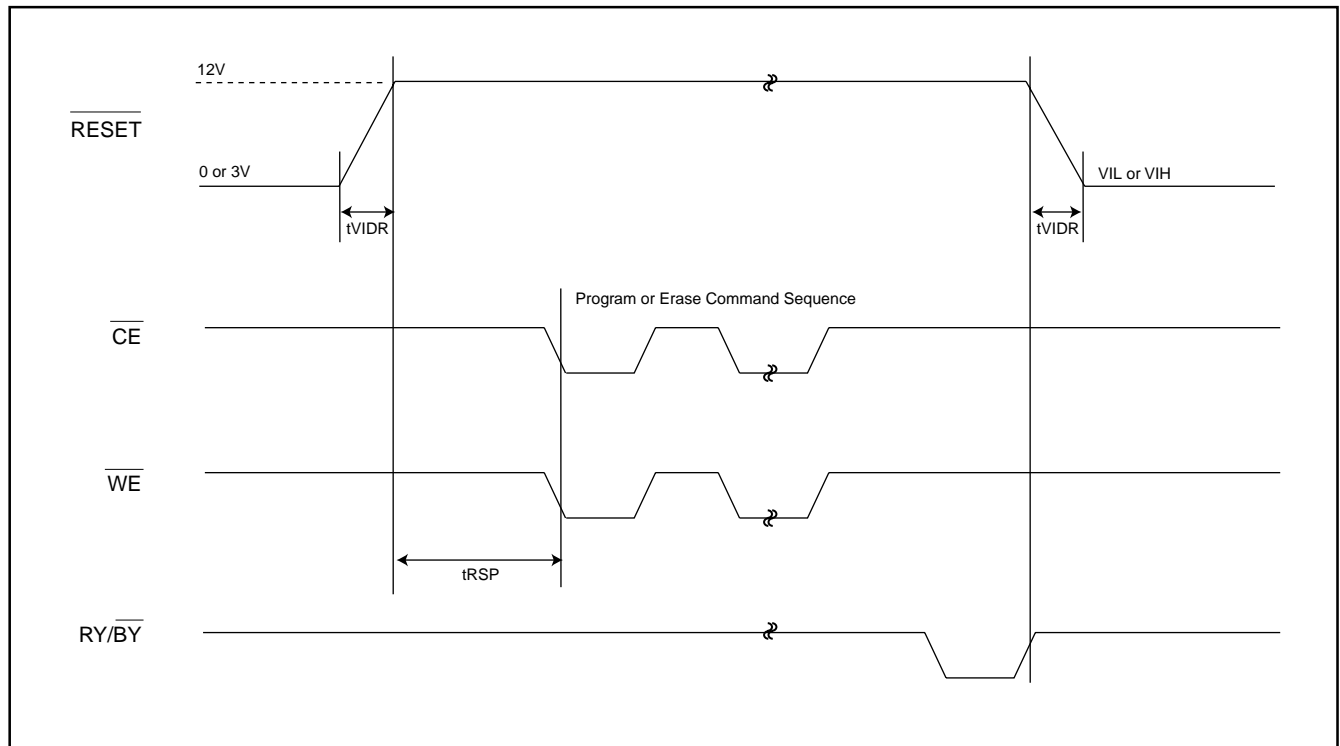 12V
RESET
0 or 3V
VIL or VIH
tVIDR
tVIDR
Program or Erase Command Sequence
CE
WE
tRSP
RY/BY